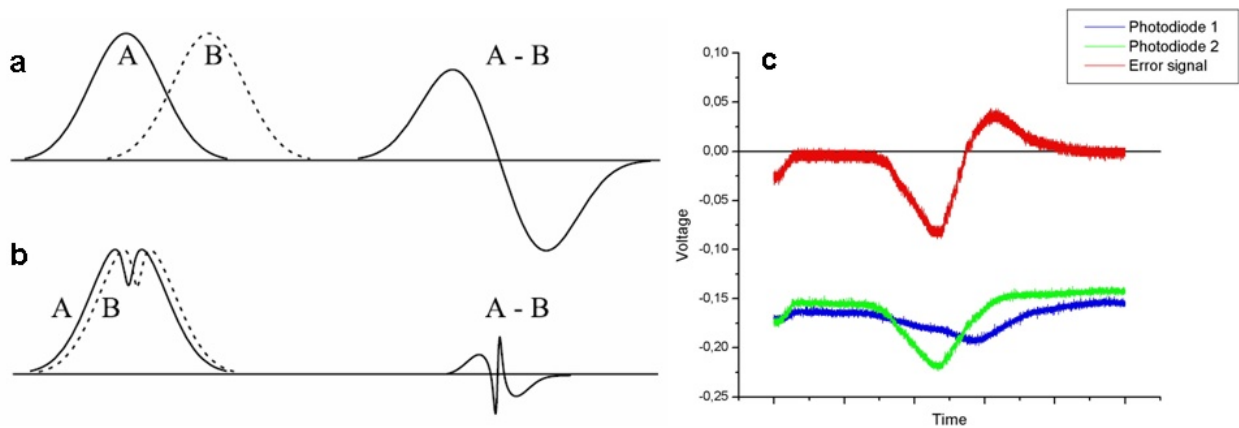 a
A
B
A - B
b
A
B
A - B
c
Photodiode 1
Photodiode 2
Error signal
0,10
0,05
0,00
-0,05
-0,10
-0,15
-0,20
-0,25
Voltage
Time